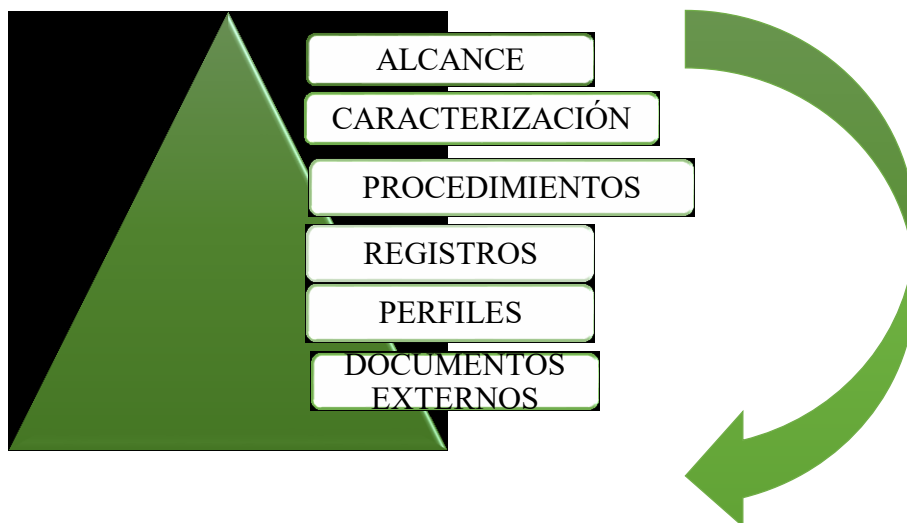 ALCANCE
CARACTERIZACIÓN
PROCEDIMIENTOS
REGISTROS
PERFILES
DOCUMENTOS
EXTERNOS